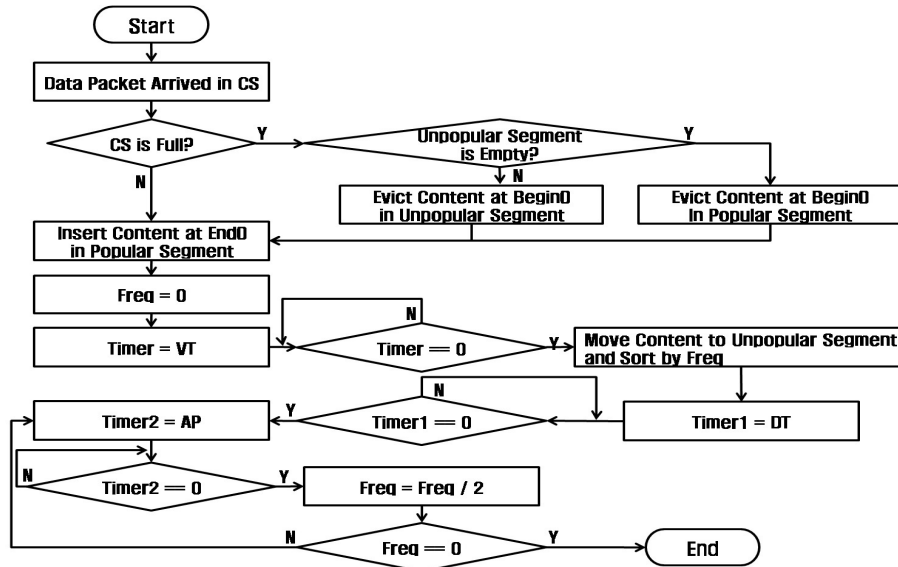 Start
Data Packet Arrived in CS
CS is Full?
Y
Unpopular Segment
is Empty?
Y
N
N
Evict Content at Begin()
in Unpopular Segment
Evict Content at Begin()
In Popular Segment
Insert Content at End()
in Popular Segment
Freq = 0
N
Timer = VT
Timer == 0
Y
Move Content to Unpopular Segment
and Sort by Freq
N
Timer2 = AP
Y
Timer1 == 0
Timer1 = DT
N
Timer2 == 0
Y
Freq = Freq / 2
N
Freq == 0
Y
End